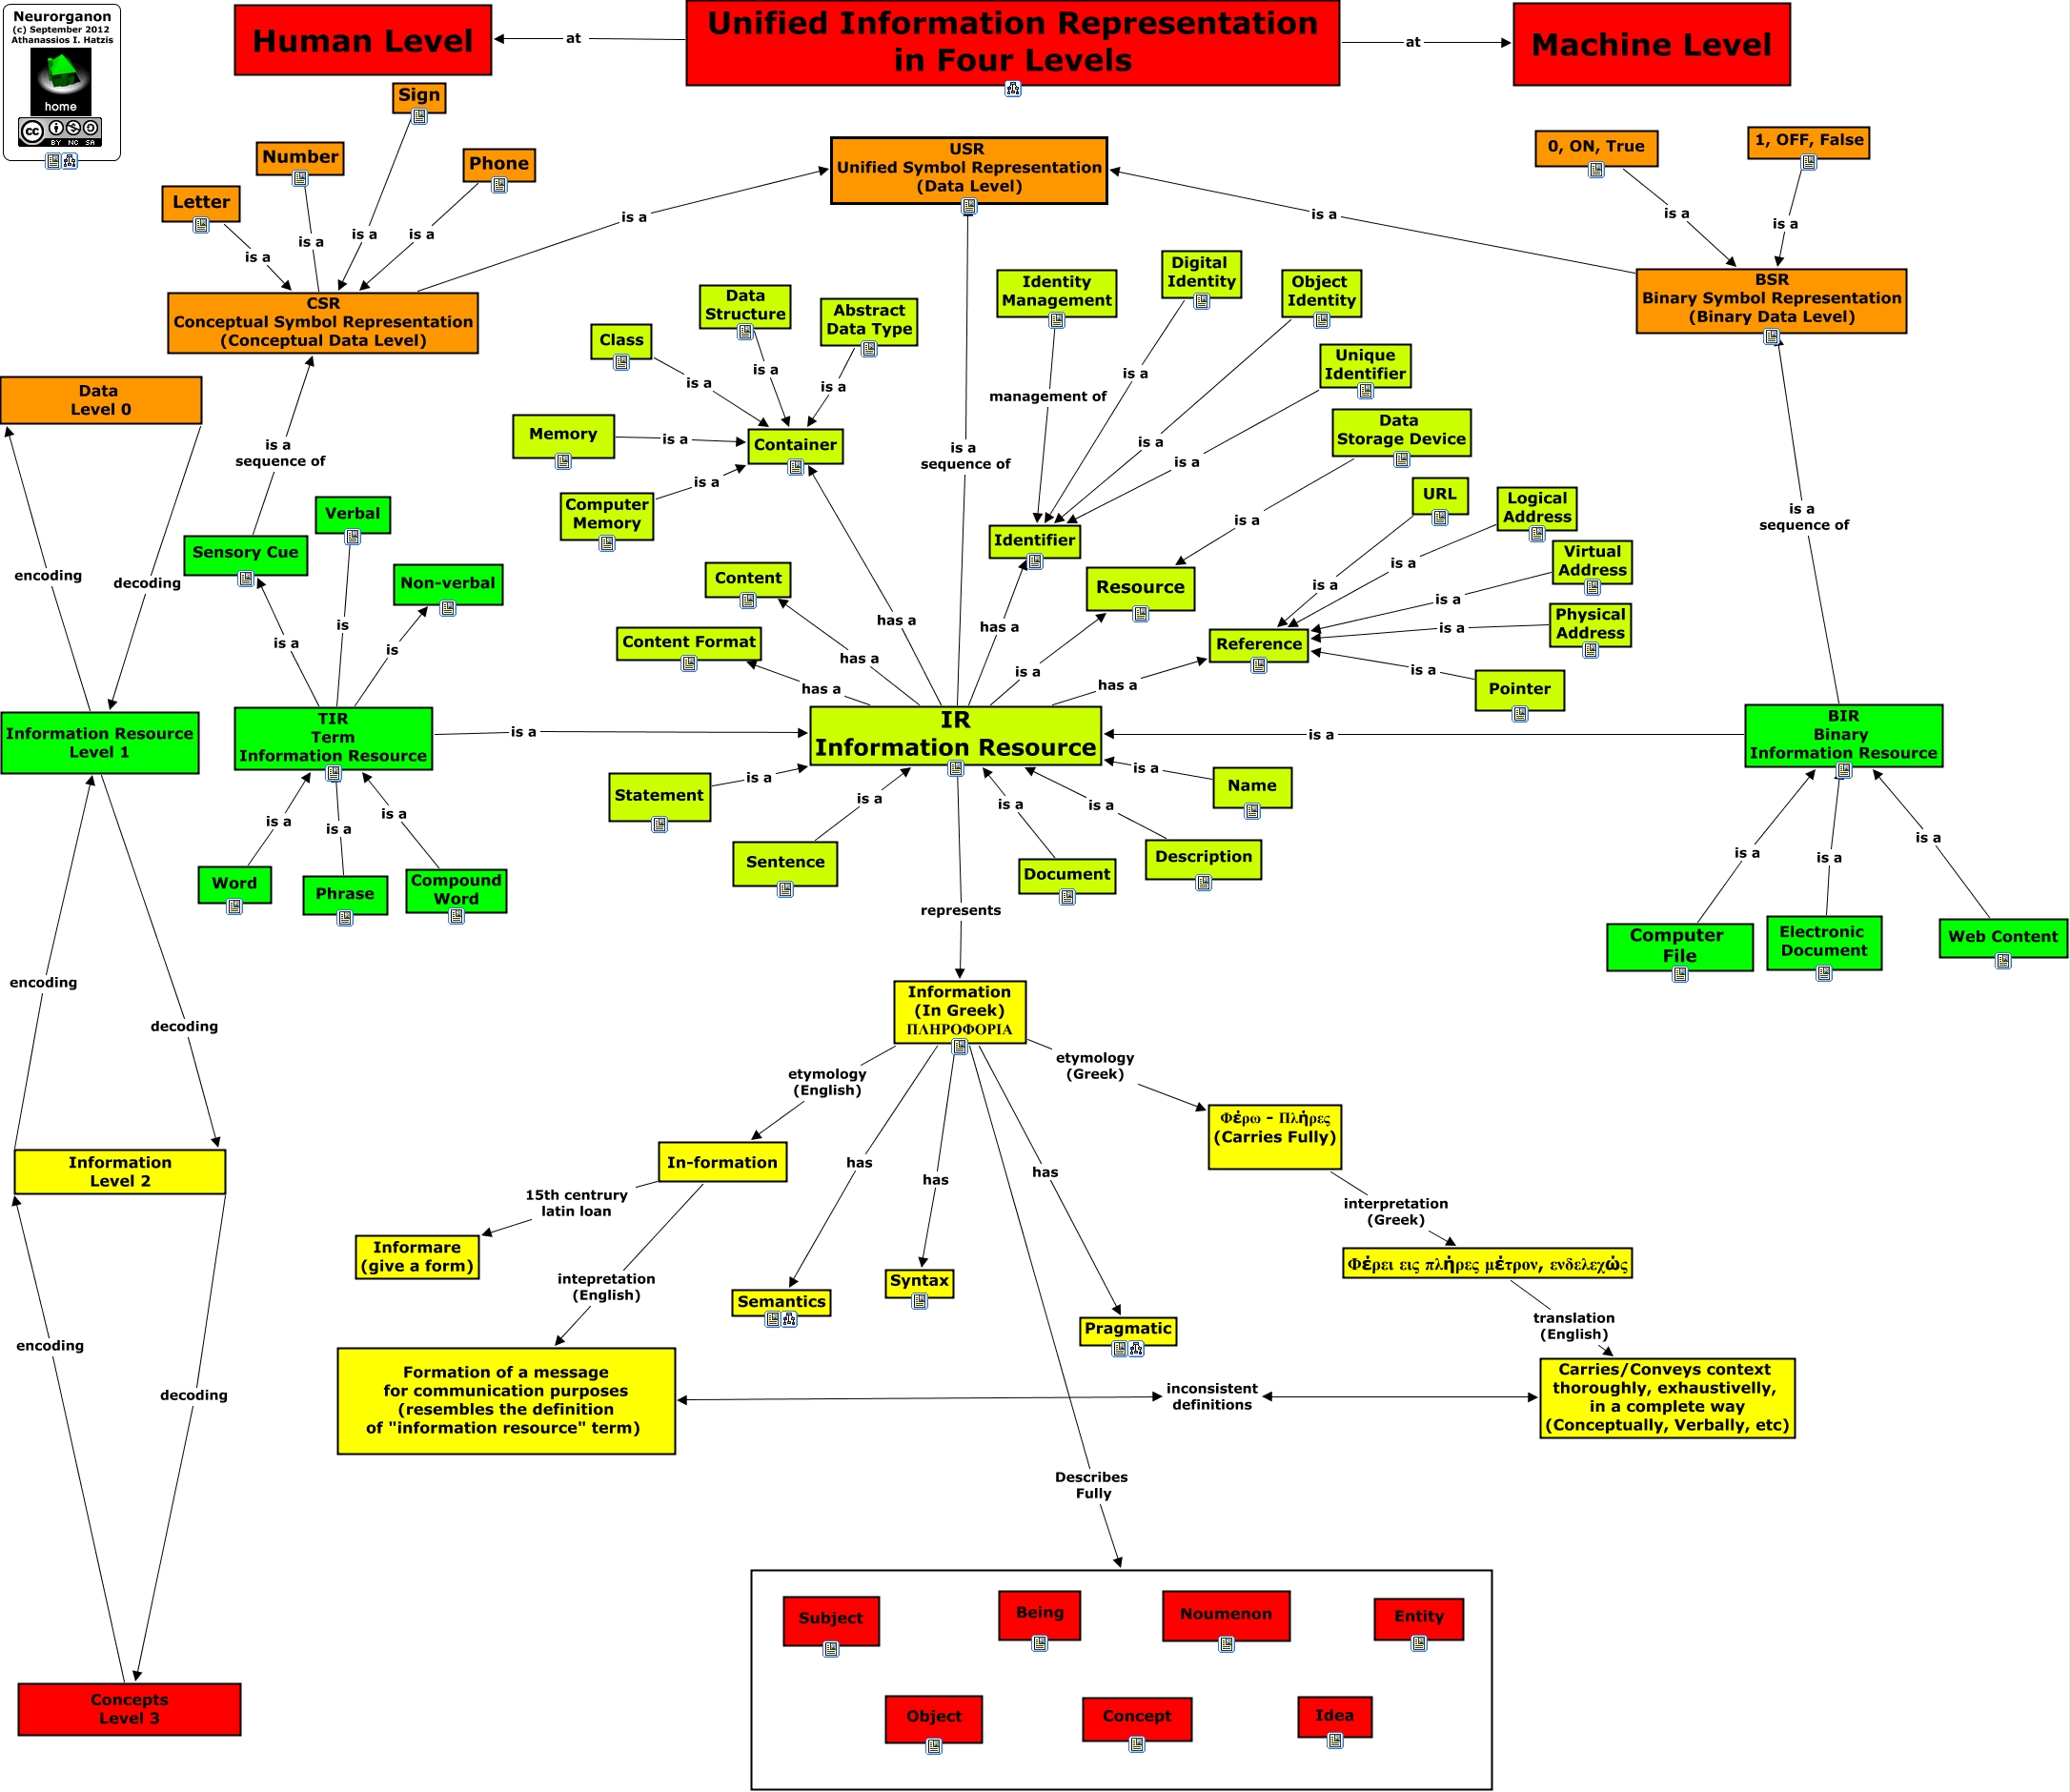 Neurorganon
(c) September 2012
Athanassios I. Hatzis
home
cc
BY NC SA
Human Level
at
Unified Information Representation
in Four Levels
at
Machine Level
Sign
Number
Phone
Letter
is a
is a
is a
is a
USR
Unified Symbol Representation
(Data Level)
0, ON, True
1, OFF, False
is a
is a
is a
is a
CSR
Conceptual Symbol Representation
(Conceptual Data Level)
BSR
Binary Symbol Representation
(Binary Data Level)
Data
Level 0
is a
sequence of
encoding
decoding
Class
Data
Structure
Abstract
Data Type
is a
is a
is a
Memory
is a
Container
Computer
Memory
is a
is a
sequence of
Identity
Management
Digital
Identity
Object
Identity
Unique
Identifier
management of
is a
is a
is a
Identifier
Data
Storage Device
is a
Resource
URL
Logical
Address
Virtual
Address
Physical
Address
Pointer
is a
is a
is a
is a
is a
Reference
is a
sequence of
Sensory Cue
Verbal
Non-verbal
is a
is
is
Content
Content Format
has a
has a
has a
has a
is a
has a
Information Resource
Level 1
TIR
Term
Information Resource
is a
IR
Information Resource
is a
BIR
Binary
Information Resource
is a
is a
is a
Word
Phrase
Compound
Word
Statement
is a
Sentence
is a
Document
is a
Description
is a
Name
is a
represents
is a
is a
is a
Computer
File
Electronic
Document
Web Content
encoding
decoding
Information
(In Greek)
ΠΛΗΡΟΦΟΡΙΑ
etymology
(English)
etymology
(Greek)
Φέρω - Πλήρες
(Carries Fully)
Information
Level 2
In-formation
has
has
has
15th centrury
latin loan
interpretation
(Greek)
Informare
(give a form)
Φέρει εις πλήρες μέτρον, ενδελεχώς
intepretation
(English)
Semantics
Syntax
Pragmatic
translation
(English)
encoding
decoding
Formation of a message
for communication purposes
(resembles the definition
of "information resource" term)
inconsistent
definitions
Carries/Conveys context
thoroughly, exhaustivelly,
in a complete way
(Conceptually, Verbally, etc)
Describes
Fully
Subject
Being
Noumenon
Entity
Object
Concept
Idea
Concepts
Level 3